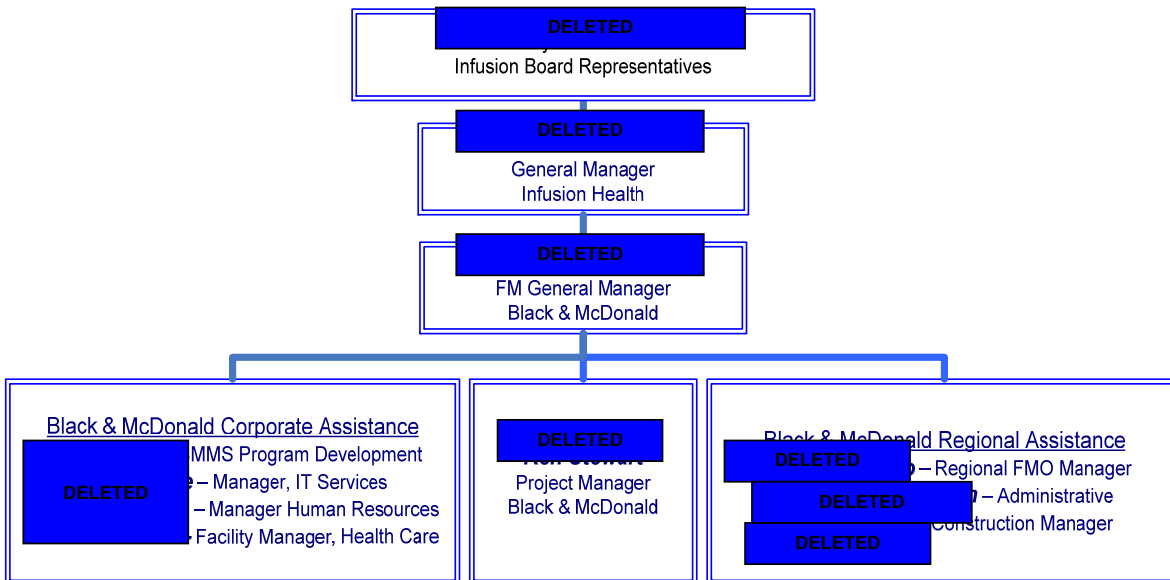 DELETED
Infusion Board Representatives
DELETED
General Manager
Infusion Health
DELETED
FM General Manager
Black & McDonald
Black & McDonald Corporate Assistance
DELETED
MMS Program Development
– Manager, IT Services
– Manager Human Resources
- Facility Manager, Health Care
DELETED
Project Manager
Black & McDonald
Black & McDonald Regional Assistance
DELETED – Regional FMO Manager
DELETED – Administrative
DELETED Construction Manager